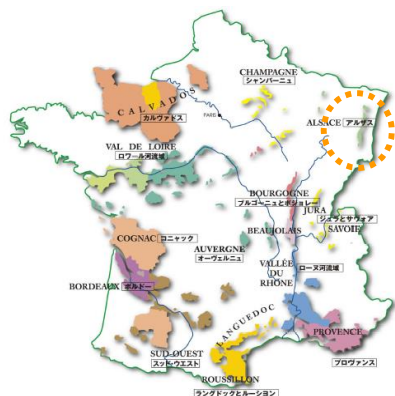 CHAMPAGNE
シャンパーニュ
CALVADOS
カルヴァドス
PARIS
ALSACE アルザス
VAL DE LOIRE
ロワール河流域
BOURGOGNE
ブルゴーニュとボジョレー
BEAUJOLAIS
JURA
ジュラとサヴォア
SAVOIE
COGNAC コニャック
AUVERGNE
オーヴェルニュ
VALLÉE
DU
RHONE
ローヌ河流域
BORDEAUX ボルドー
LANGUEDOC
PROVENCE
プロヴァンス
SUD-OUEST
スッド・ウエスト
ROUSSILLON
ラングドックとルーション